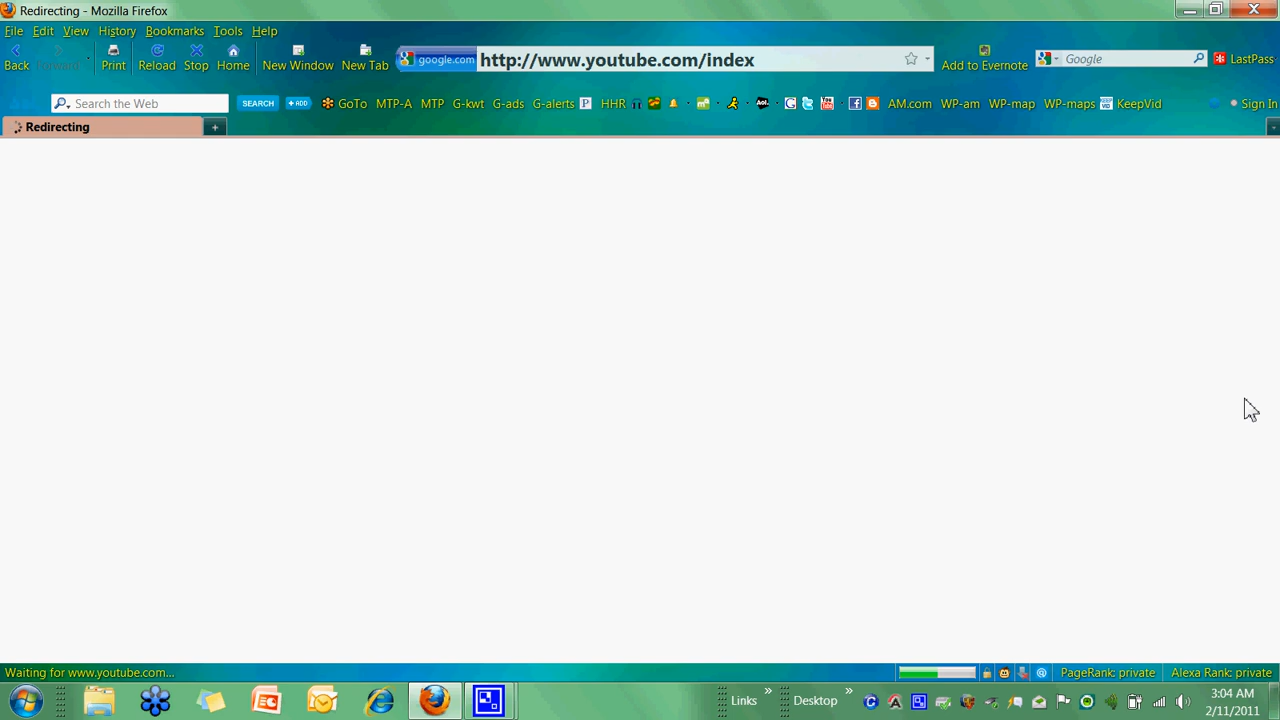 Redirecting - Mozilla Firefox
File Edit View History Bookmarks Tools Help
Back Forward Print Reload Stop Home New Window New Tab google.com http://www.youtube.com/index Add to Evernote Google LastPass
Search the Web SEARCH +ADD GoTo MTP-A MTP G-kwt G-ads G-alerts P HHR Aol. AM.com WP-am WP-map WP-maps KeepVid Sign In
Redirecting +
Waiting for www.youtube.com... PageRank: private Alexa Rank: private
Links » Desktop » 3:04 AM
2/11/2011